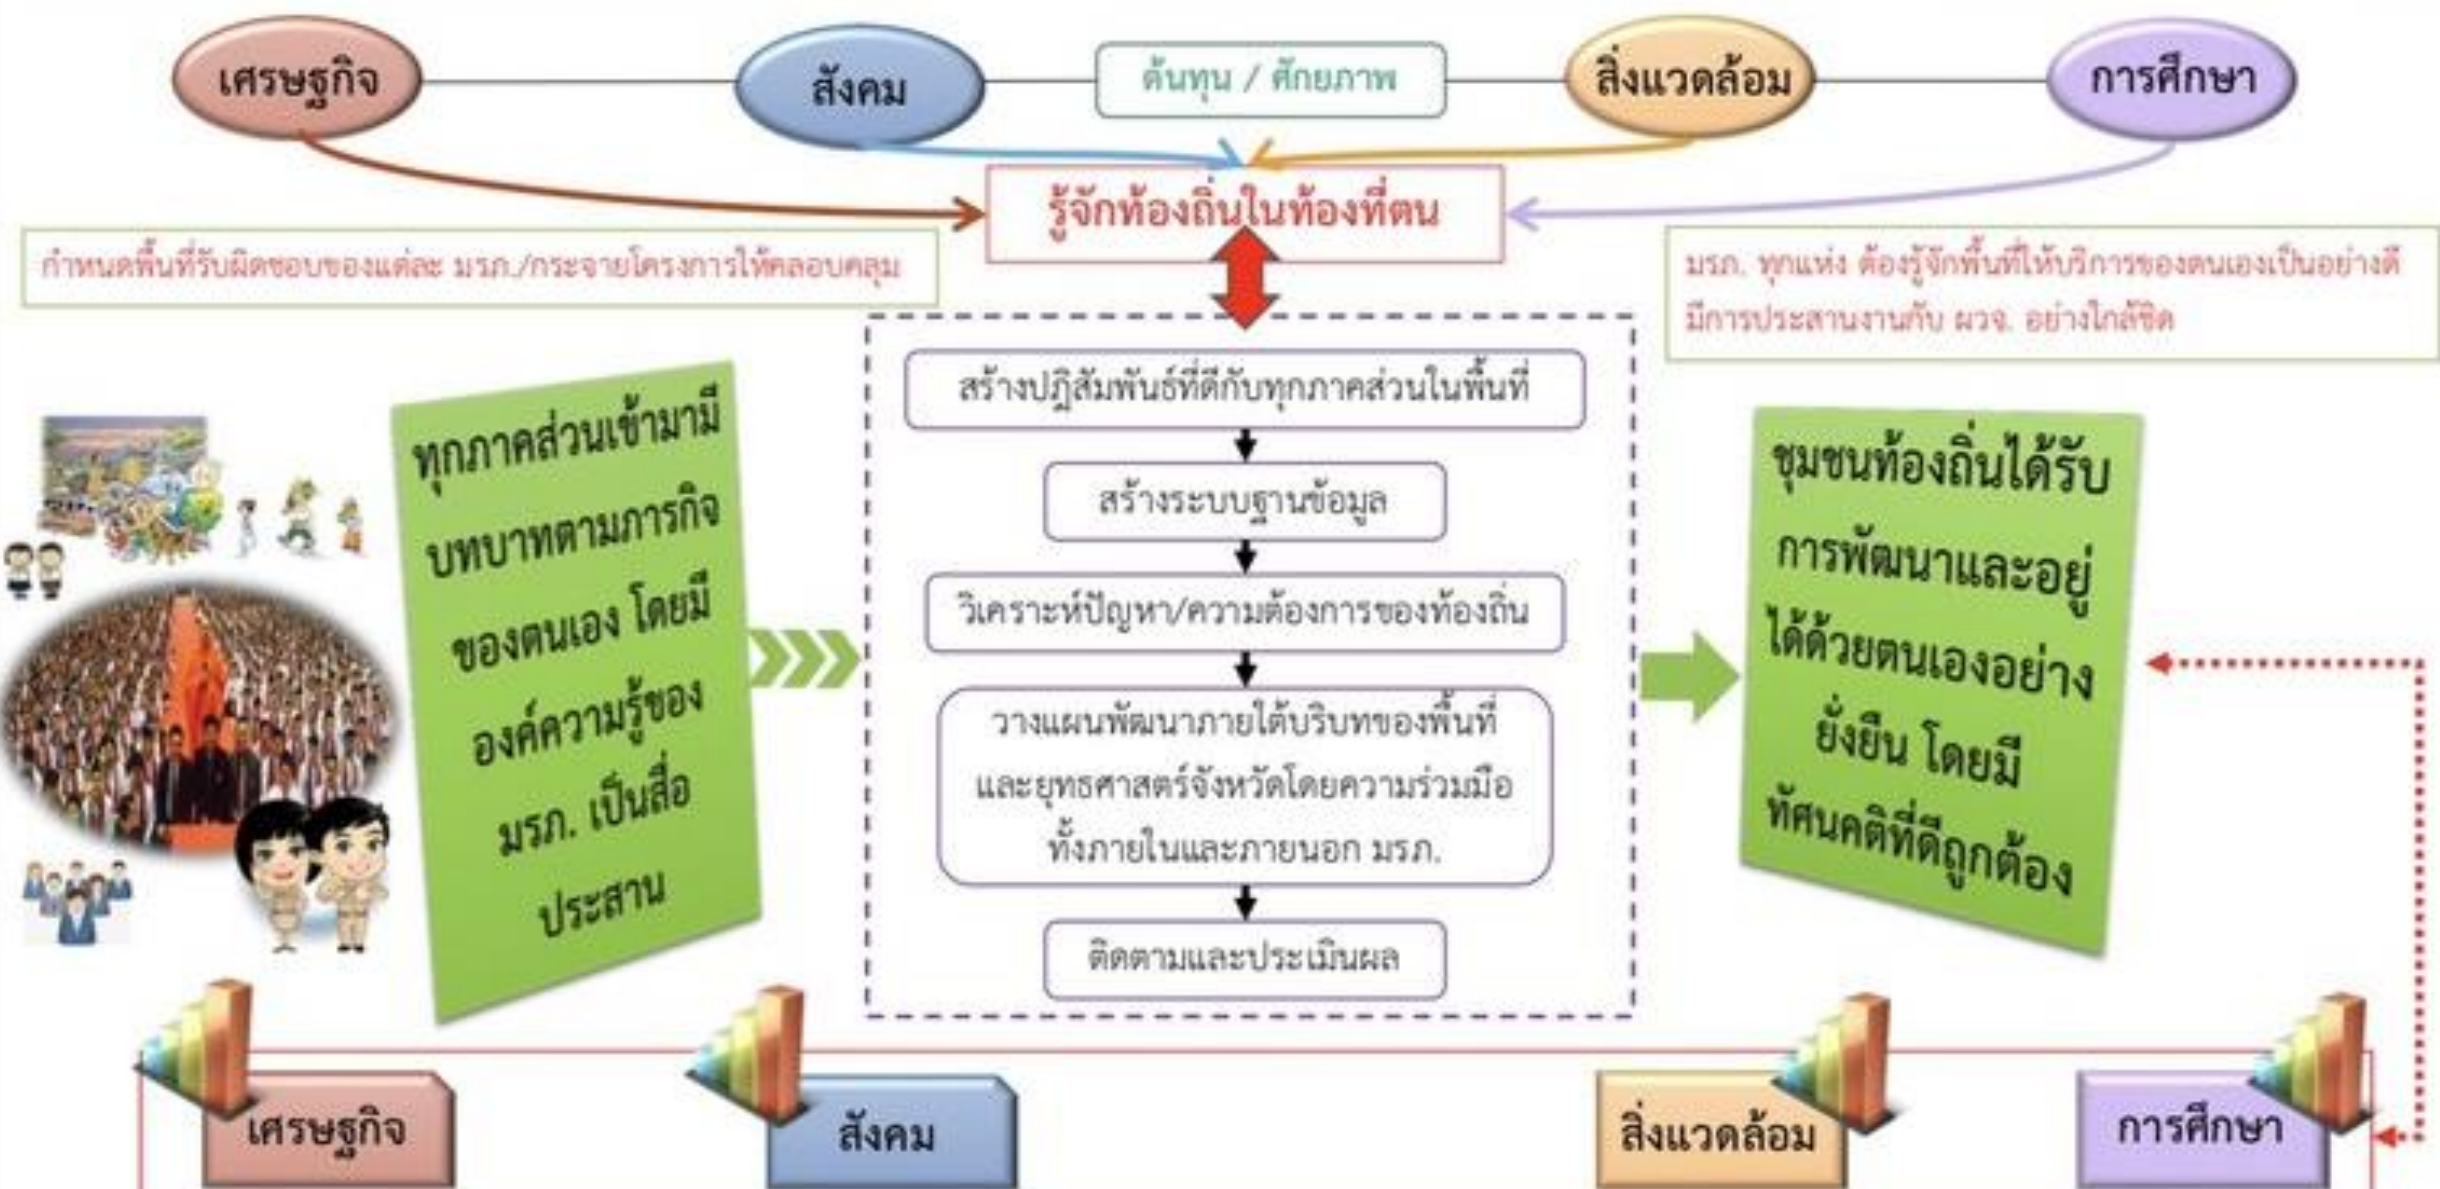 เศรษฐกิจ
สังคม
ต้นทุน / ศักยภาพ
สิ่งแวดล้อม
การศึกษา
รู้จักท้องถิ่นในท้องที่ตน
กำหนดพื้นที่รับผิดชอบของแต่ละ มรภ./กระจายโครงการให้คลอบคลุม
มรภ. ทุกแห่ง ต้องรู้จักพื้นที่ให้บริการของตนเองเป็นอย่างดี
มีการประสานงานกับ ผวจ. อย่างใกล้ชิด
ทุกภาคส่วนเข้ามามี
บทบาทตามภารกิจ
ของตนเอง โดยมี
องค์ความรู้ของ
มรภ. เป็นสื่อ
ประสาน
สร้างปฏิสัมพันธ์ที่ดีกับทุกภาคส่วนในพื้นที่
สร้างระบบฐานข้อมูล
วิเคราะห์ปัญหา/ความต้องการของท้องถิ่น
วางแผนพัฒนาภายใต้บริบทของพื้นที่
และยุทธศาสตร์จังหวัดโดยความร่วมมือ
ทั้งภายในและภายนอก มรภ.
ติดตามและประเมินผล
ชุมชนท้องถิ่นได้รับ
การพัฒนาและอยู่
ได้ด้วยตนเองอย่าง
ยั่งยืน โดยมี
ทัศนคติที่ดีถูกต้อง
เศรษฐกิจ
สังคม
สิ่งแวดล้อม
การศึกษา